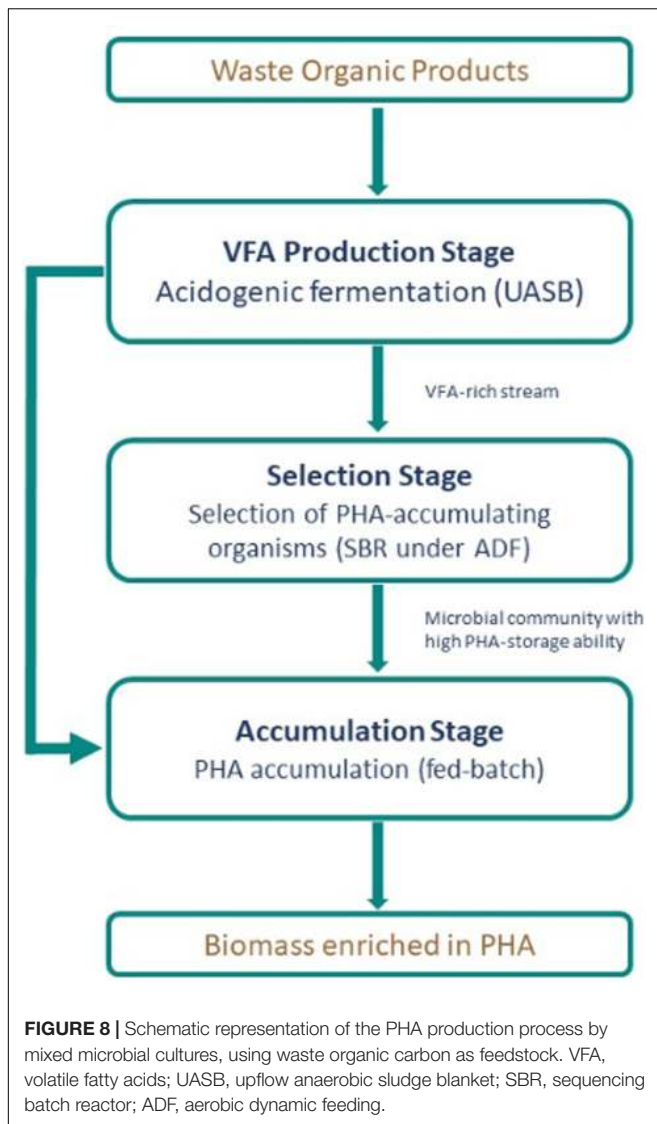 Waste Organic Products
VFA Production Stage
Acidogenic fermentation (UASB)
VFA-rich stream
Selection Stage
Selection of PHA-accumulating
organisms (SBR under ADF)
Microbial community with
high PHA-storage ability
Accumulation Stage
PHA accumulation (fed-batch)
Biomass enriched in PHA
FIGURE 8 | Schematic representation of the PHA production process by
mixed microbial cultures, using waste organic carbon as feedstock. VFA,
volatile fatty acids; UASB, upflow anaerobic sludge blanket; SBR, sequencing
batch reactor; ADF, aerobic dynamic feeding.